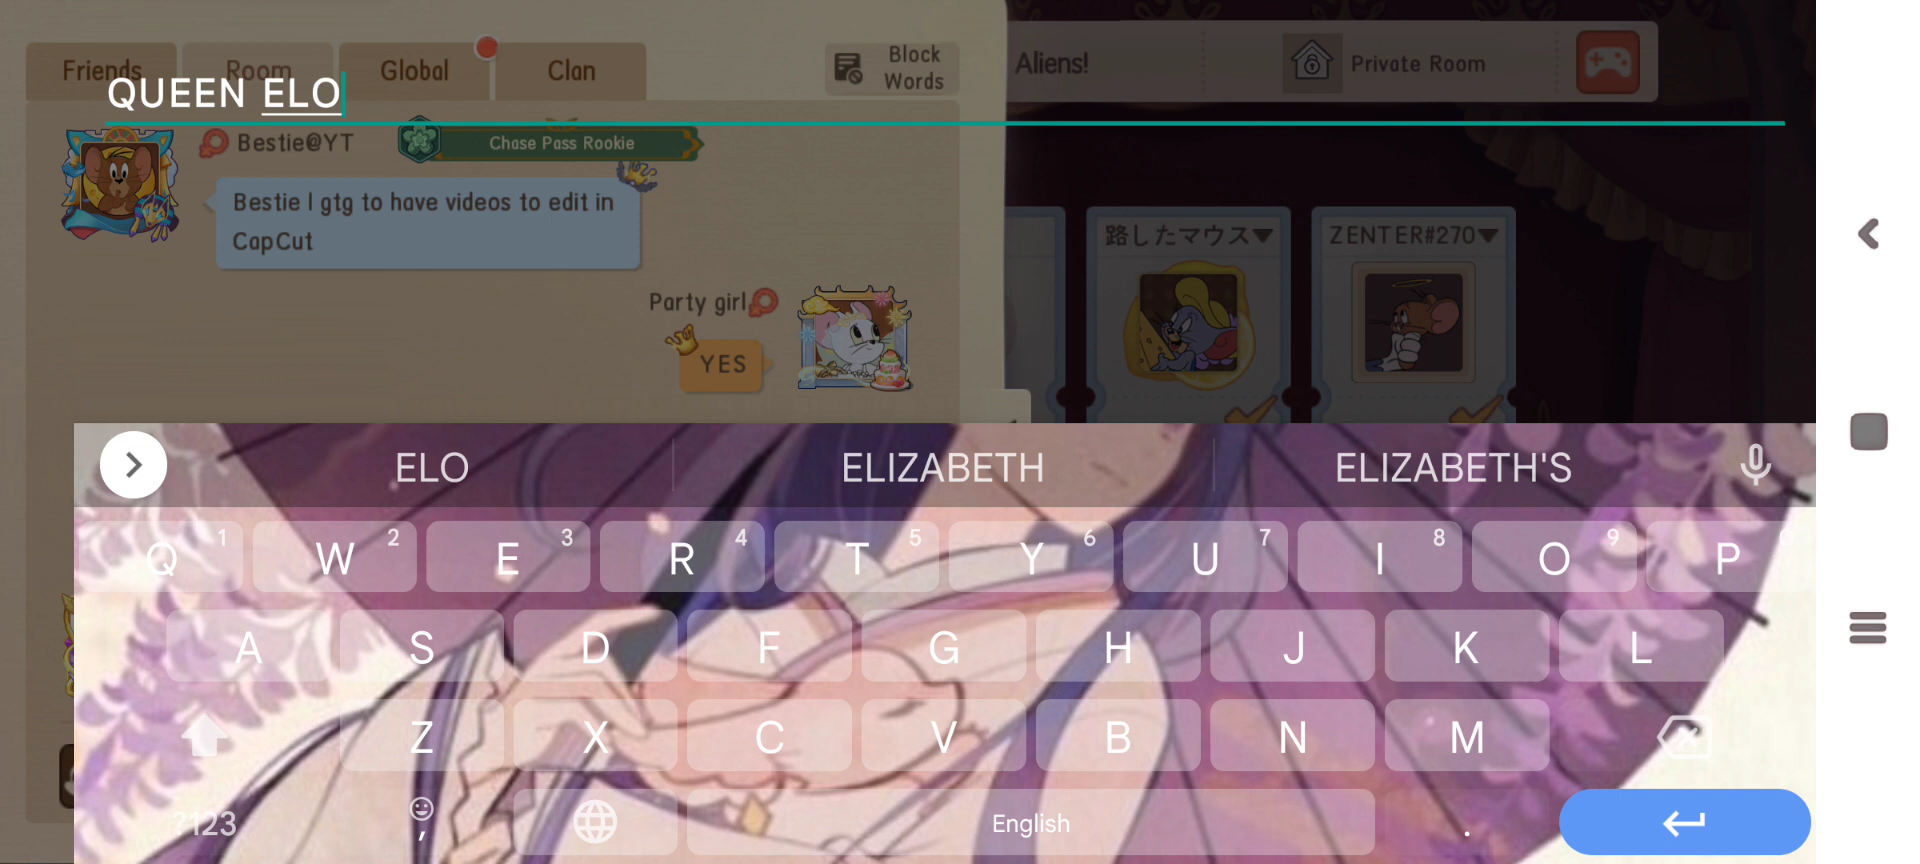 Friends
Room
Global
Clan
Block
Words
Aliens!
Private Room
QUEEN ELO
Bestie@YT
Chase Pass Rookie
Bestie I gtg to have videos to edit in
CapCut
路したマウス
ZENTER#270
Party girl
YES
ELO
ELIZABETH
ELIZABETH'S
Q 1 W 2 E 3 R 4 T 5 Y 6 U 7 I 8 O 9 P 0
A S D F G H J K L
Z X C V B N M
?123
,
English
.